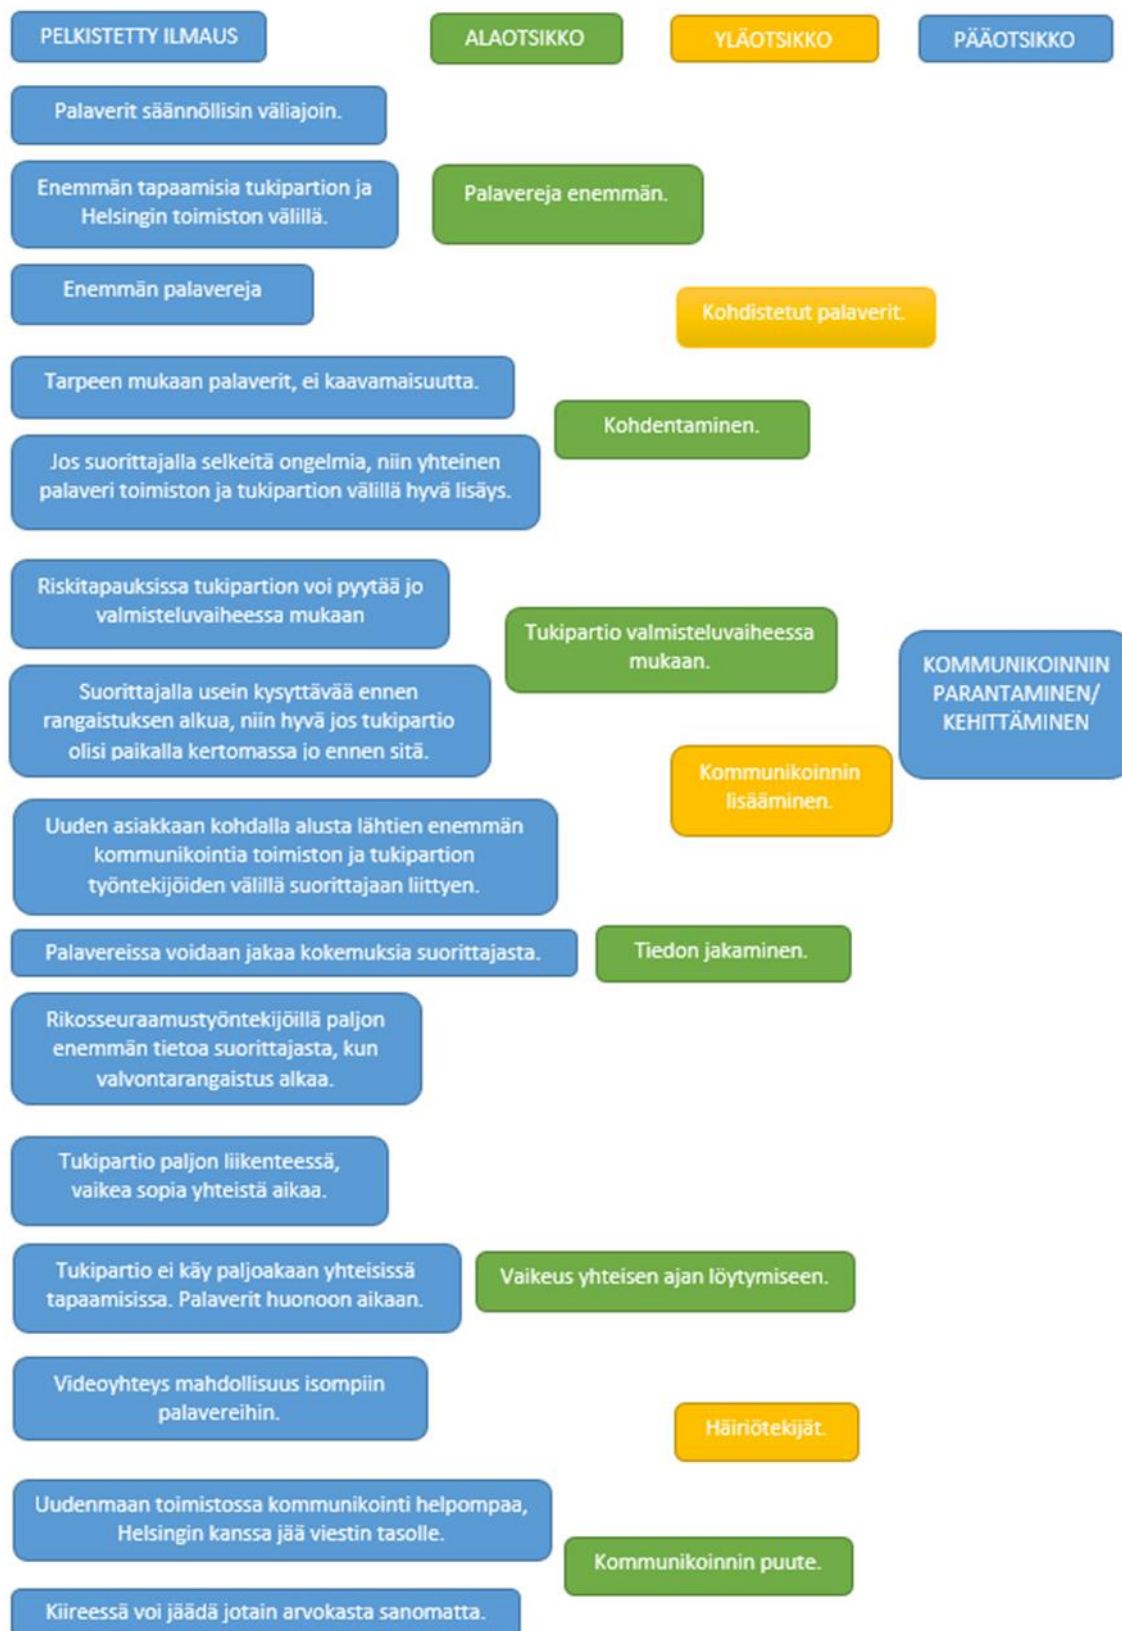 PELKISTETTY ILMAUS
ALAOTSIKKO
YLÄOTSIKKO
PÄÄOTSIKKO
Palaverit säännöllisin väliajoin.
Enemmän tapaamisia tukipartion ja
Helsingin toimiston välillä.
Palavereja enemmän.
Enemmän palavereja
Kohdistetut palaverit.
Tarpeen mukaan palaverit, ei kaavamaisuutta.
Kohdentaminen.
Jos suorittajalla selkeitä ongelmia, niin yhteinen
palaveri toimiston ja tukipartion välillä hyvä lisäys.
Riskitapauksissa tukipartion voi pyytää jo
valmisteluvaiheessa mukaan
Tukipartio valmisteluvaiheessa
mukaan.
KOMMUNIKOINNIN
PARANTAMINEN/
KEHITTÄMINEN
Suorittajalla usein kysyttävää ennen
rangaistuksen alkua, niin hyvä jos tukipartio
olisi paikalla kertomassa jo ennen sitä.
Kommunikoinnin
lisääminen.
Uuden asiakkaan kohdalla alusta lähtien enemmän
kommunikointia toimiston ja tukipartion
työntekijöiden välillä suorittajaan liittyen.
Palavereissa voidaan jakaa kokemuksia suorittajasta.
Tiedon jakaminen.
Rikosseuraamustyöntekijöillä paljon
enemmän tietoa suorittajasta, kun
valvontarangaistus alkaa.
Tukipartio paljon liikenteessä,
vaikea sopia yhteistä aikaa.
Tukipartio ei käy paljoakaan yhteisissä
tapaamisissa. Palaverit huonoon aikaan.
Vaikeus yhteisen ajan löytymiseen.
Videoyhteys mahdollisuus isompiin
palavereihin.
Häiriötekijät.
Uudenmaan toimistossa kommunikointi helpompaa,
Helsingin kanssa jää viestin tasolle.
Kommunikoinnin puute.
Kiireessä voi jäädä jotain arvokasta sanomatta.